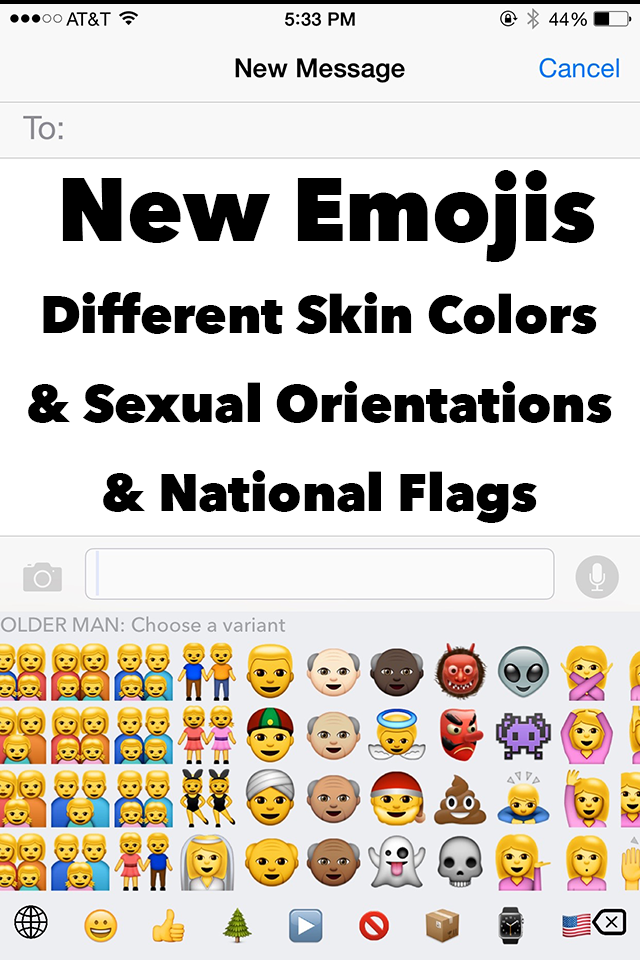 AT&T 5:33 PM 44%
New Message Cancel
To:
New Emojis
Different Skin Colors
& Sexual Orientations
& National Flags
OLDER MAN: Choose a variant